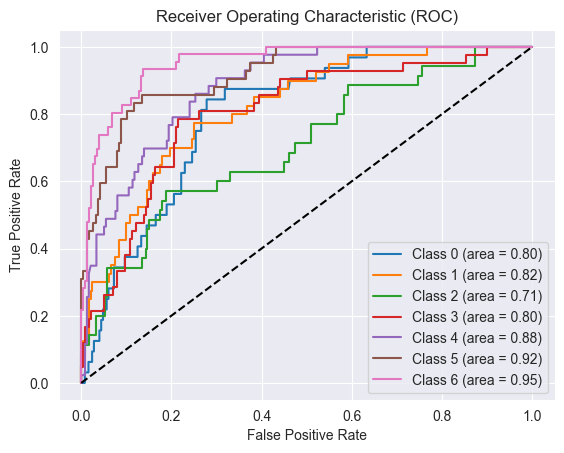 Receiver Operating Characteristic (ROC)
1.0
0.8
0.6
0.4
0.2
0.0
True Positive Rate
Class 0 (area = 0.80)
Class 1 (area = 0.82)
Class 2 (area = 0.71)
Class 3 (area = 0.80)
Class 4 (area = 0.88)
Class 5 (area = 0.92)
Class 6 (area = 0.95)
0.0 0.2 0.4 0.6 0.8 1.0
False Positive Rate